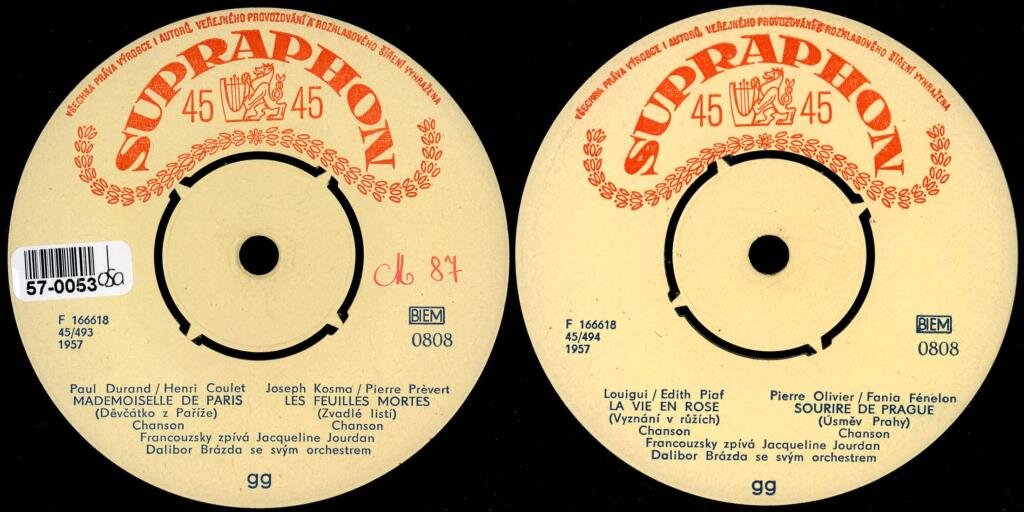 VŠECHNA PRÁVA VÝROBCE I AUTORŮ, VEŘEJNÉHO PROVOZOVÁNÍ A ROZHLASOVÉHO ŠÍŘENÍ VYHRAŽENA
SUPRAPHON
45 45
57-0053
87
F 166618
45/493
1957
BIEM
0808
Paul Durand / Henri Coulet Joseph Kosma / Pierre Prèvert
MADEMOISELLE DE PARIS LES FEUILLES MORTES
(Děvčátko z Paříže) (Zvadlé listí)
Chanson Chanson
Francouzsky zpívá Jacqueline Jourdan
Dalibor Brázda se svým orchestrem
gg
VŠECHNA PRÁVA VÝROBCE I AUTORŮ, VEŘEJNÉHO PROVOZOVÁNÍ A ROZHLASOVÉHO ŠÍŘENÍ VYHRAŽENA
SUPRAPHON
45 45
F 166618
45/494
1957
BIEM
0808
Louigui / Edith Piaf Pierre Olivier / Fania Fénelon
LA VIE EN ROSE SOURIRE DE PRAGUE
(Vyznání v růžích) (Úsměv Prahy)
Chanson Chanson
Francouzsky zpívá Jacqueline Jourdan
Dalibor Brázda se svým orchestrem
gg